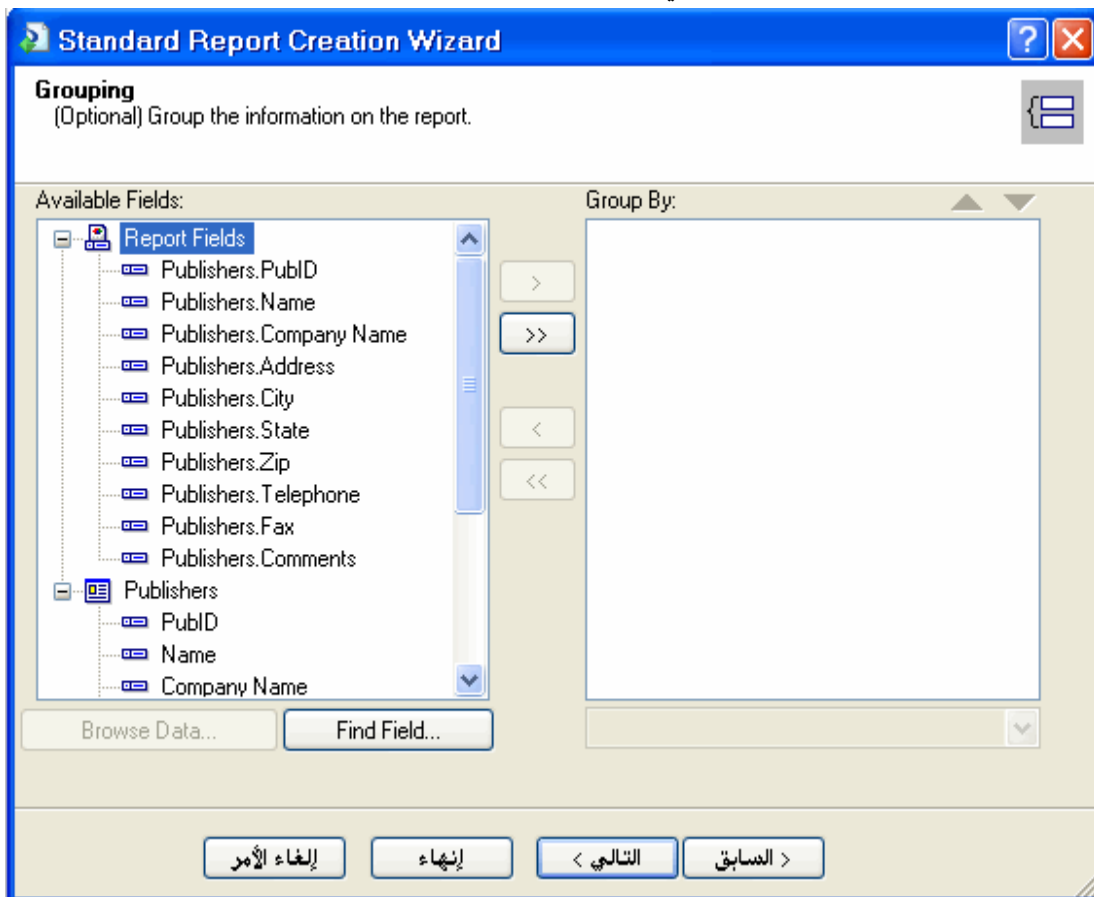 Standard Report Creation Wizard
Grouping
(Optional) Group the information on the report.
Available Fields:
Group By:
Report Fields
Publishers.PubID
Publishers.Name
Publishers.Company Name
Publishers.Address
Publishers.City
Publishers.State
Publishers.Zip
Publishers.Telephone
Publishers.Fax
Publishers.Comments
Publishers
PubID
Name
Company Name
>
>>
<
<<
Browse Data...
Find Field...
< السابق
التالي >
إنهاء
إلغاء الأمر